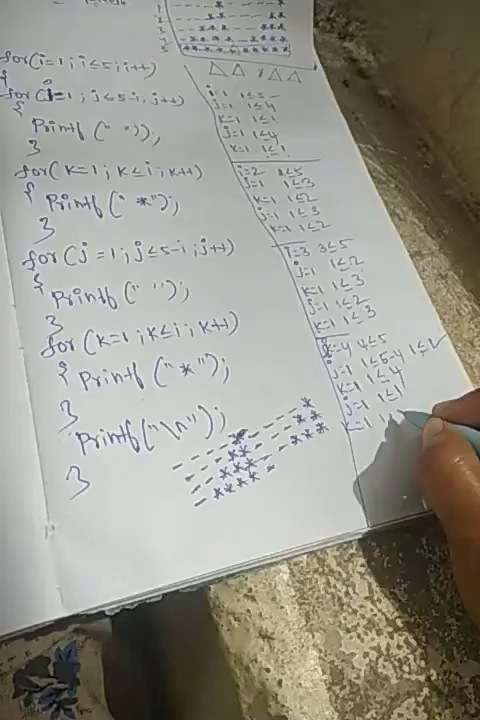 for(i=1; i≤5; i++)
{
for(j=1; j≤5-i; j++)
{
Printf(" ");
}
for(k=1; k≤i; k++)
{
Printf(" *");
}
for(j=1; j≤5-i; j++)
{
Printf(" ");
}
for(k=1; k≤i; k++)
{
Printf("*");
}
Printf("\n");
}
i=1 1≤5
j=1 1≤4
k=1 1≤1
j=1 1≤4
k=1 1≤1
i=2 2≤5
j=1 1≤3
k=1 1≤2
j=1 1≤3
k=1 1≤2
i=3 3≤5
j=1 1≤2
k=1 1≤3
j=1 1≤2
k=1 1≤3
4 4≤5
j=1 1≤5-4 1≤1 ✓
k=1 1≤4
j=1 1≤1
k=1 1
- - - - * - - - *
- - - ** - - **
- - *** - ***
- **** -